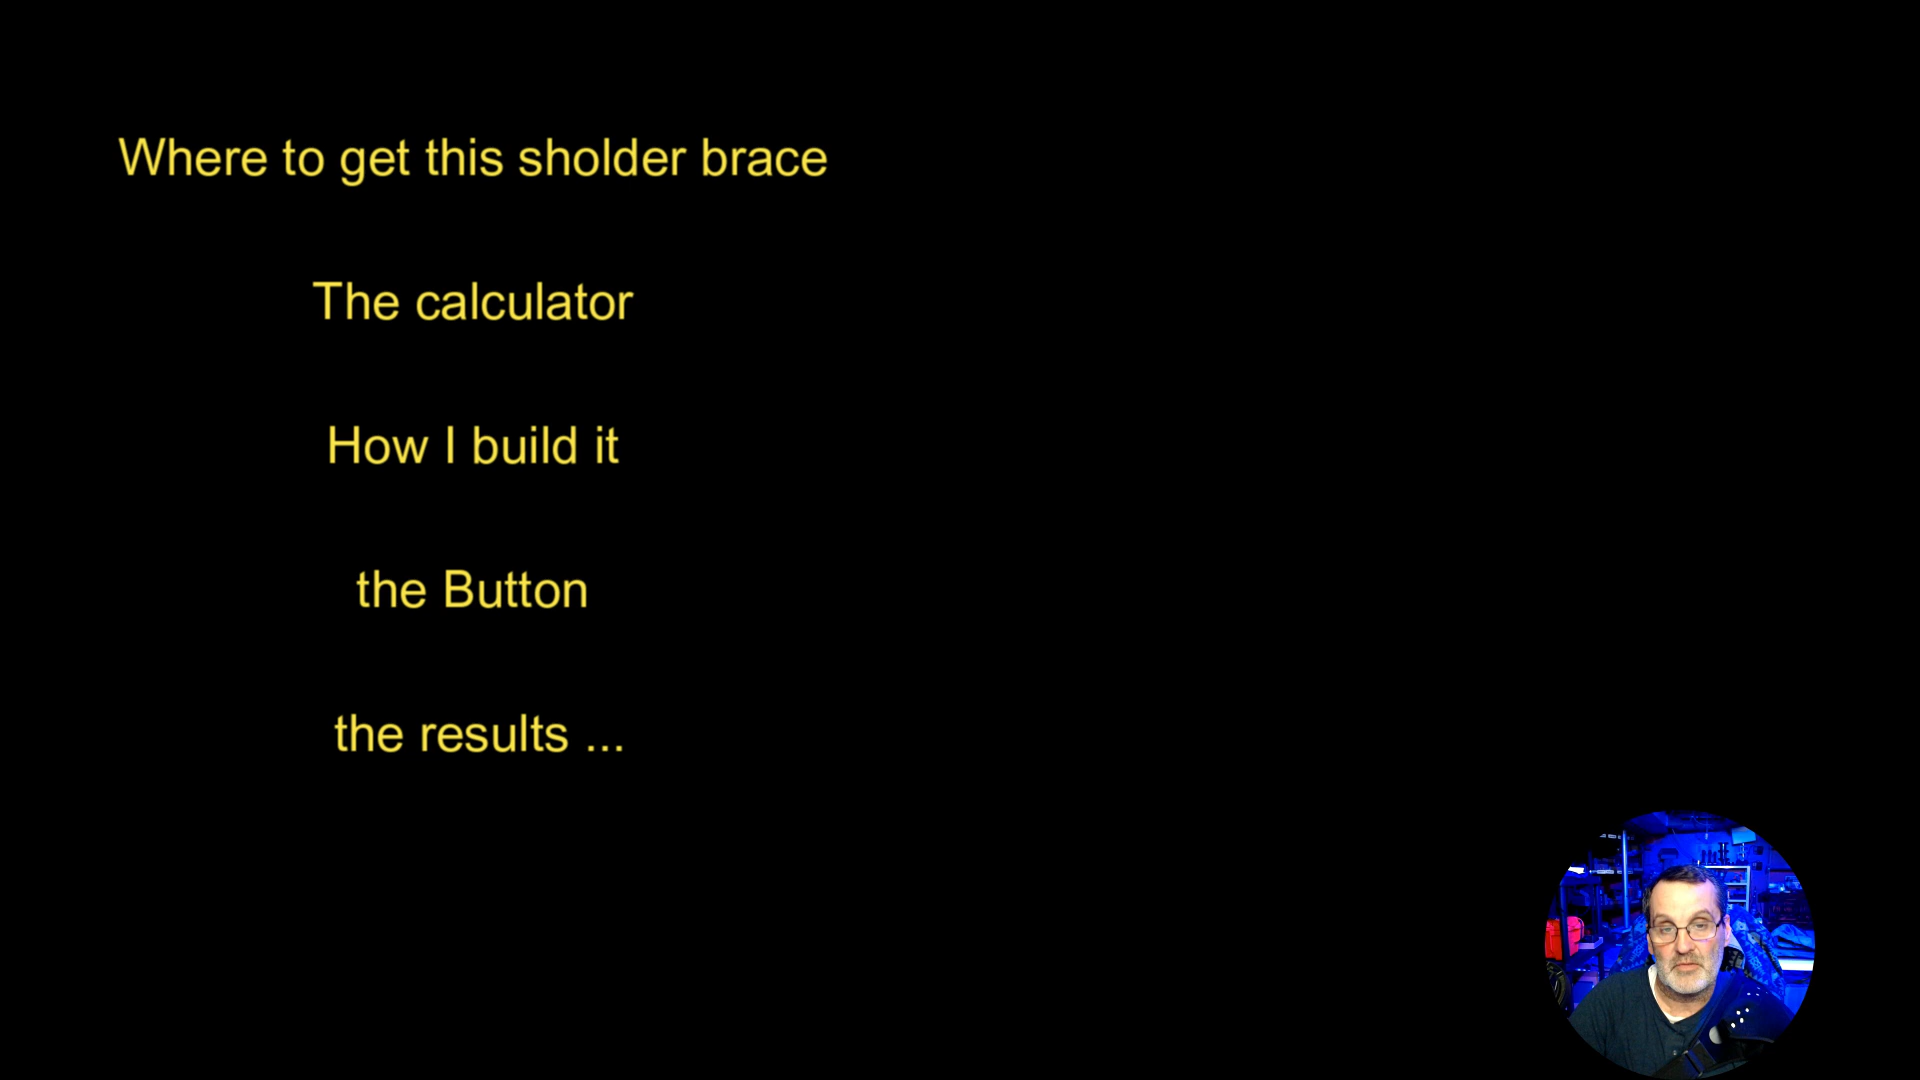 Where to get this sholder brace
The calculator
How I build it
the Button
the results ...